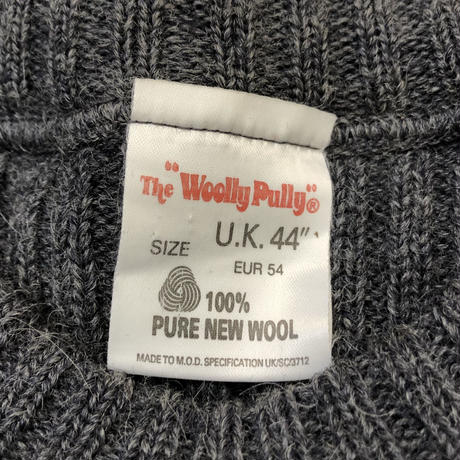 The "Woolly Pully"®
SIZE U.K. 44"
EUR 54
100%
PURE NEW WOOL
MADE TO M.O.D. SPECIFICATION UK/SC/3712